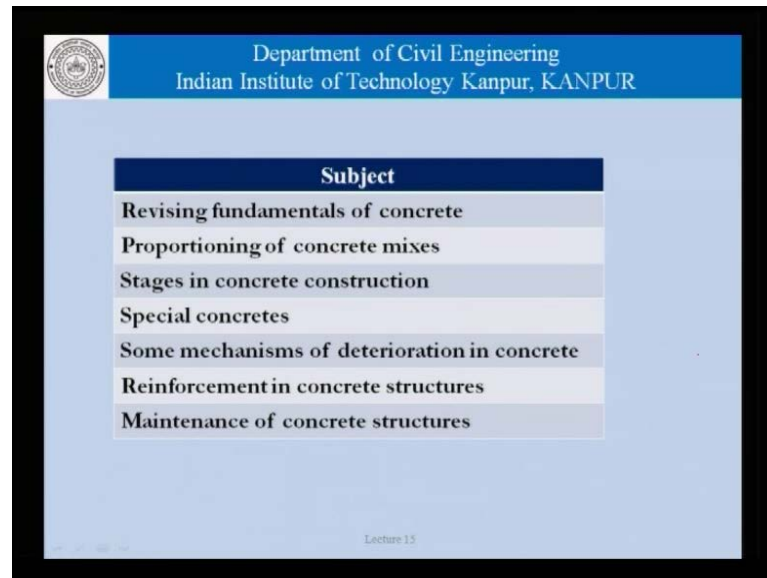 Department of Civil Engineering
Indian Institute of Technology Kanpur, KANPUR
Subject
Revising fundamentals of concrete
Proportioning of concrete mixes
Stages in concrete construction
Special concretes
Some mechanisms of deterioration in concrete
Reinforcement in concrete structures
Maintenance of concrete structures
Lecture 15